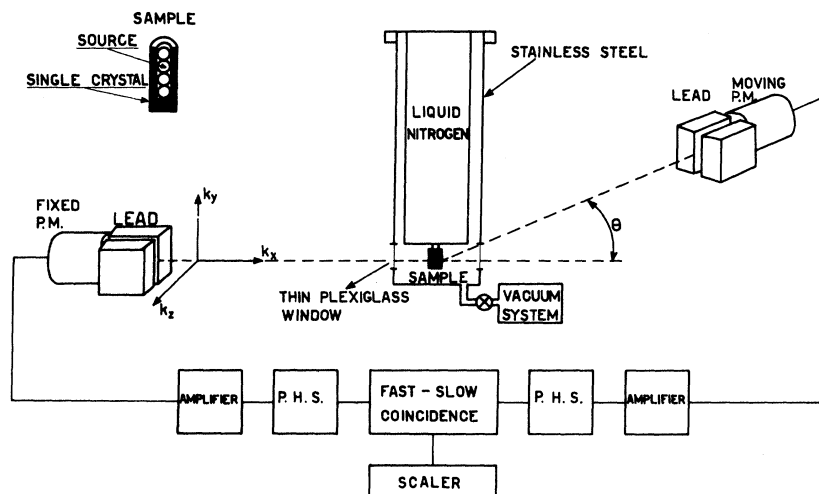 SAMPLE
SOURCE
SINGLE CRYSTAL
STAINLESS STEEL
LIQUID
NITROGEN
LEAD
MOVING
P.M.
FIXED
P.M.
LEAD
ky
kx
kz
θ
SAMPLE
THIN PLEXIGLASS
WINDOW
VACUUM
SYSTEM
AMPLIFIER
P.H.S.
FAST-SLOW
COINCIDENCE
P.H.S.
AMPLIFIER
SCALER